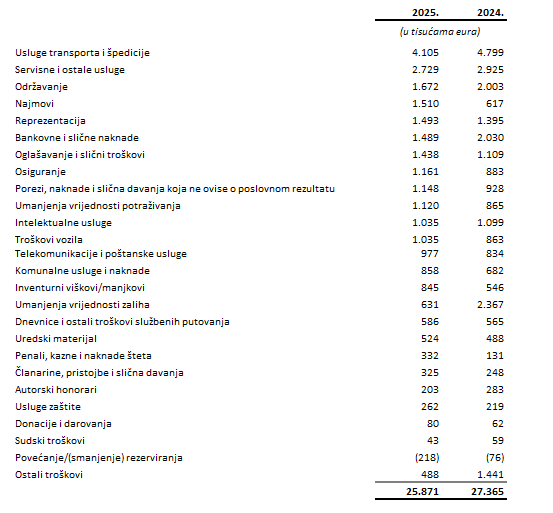 2025. 2024.
(u tisućama eura)
Usluge transporta i špedicije 4.105 4.799
Servisne i ostale usluge 2.729 2.925
Održavanje 1.672 2.003
Najmovi 1.510 617
Reprezentacija 1.493 1.395
Bankovne i slične naknade 1.489 2.030
Oglašavanje i slični troškovi 1.438 1.109
Osiguranje 1.161 883
Porezi, naknade i slična davanja koja ne ovise o poslovnom rezultatu 1.148 928
Umanjenja vrijednosti potraživanja 1.120 865
Intelektualne usluge 1.035 1.099
Troškovi vozila 1.035 863
Telekomunikacije i poštanske usluge 977 834
Komunalne usluge i naknade 858 682
Inventurni viškovi/manjkovi 845 546
Umanjenja vrijednosti zaliha 631 2.367
Dnevnice i ostali troškovi službenih putovanja 586 565
Uredski materijal 524 488
Penali, kazne i naknade šteta 332 131
Članarine, pristojbe i slična davanja 325 248
Autorski honorari 203 283
Usluge zaštite 262 219
Donacije i darovanja 80 62
Sudski troškovi 43 59
Povećanje/(smanjenje) rezerviranja (218) (76)
Ostali troškovi 488 1.441
25.871 27.365